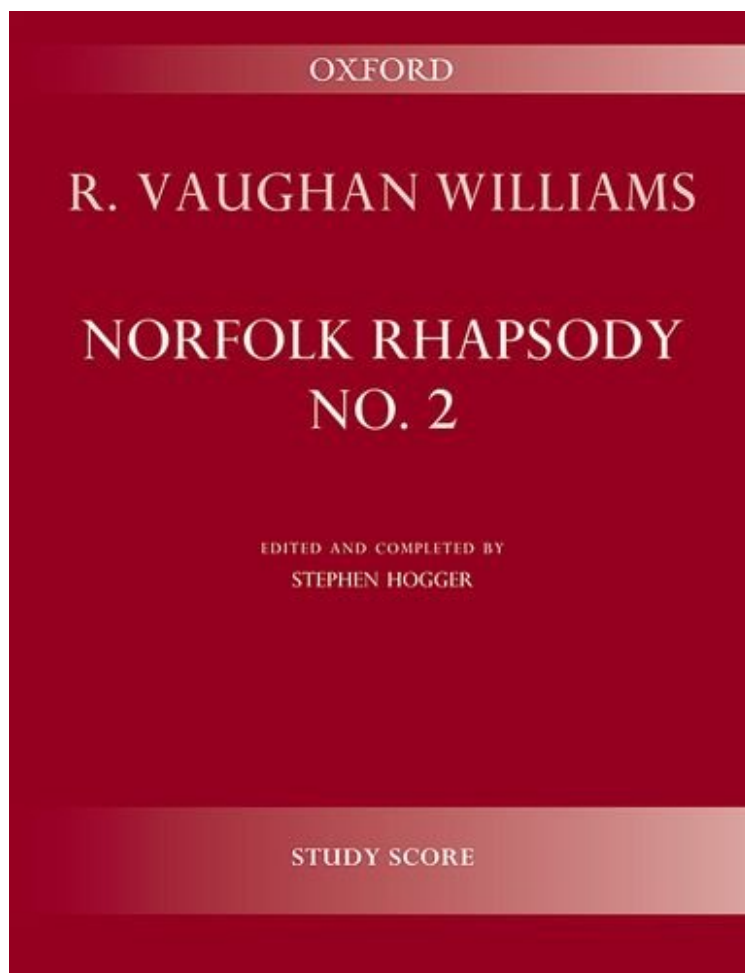 OXFORD
R. VAUGHAN WILLIAMS
NORFOLK RHAPSODY
NO. 2
EDITED AND COMPLETED BY
STEPHEN HOGGER
STUDY SCORE